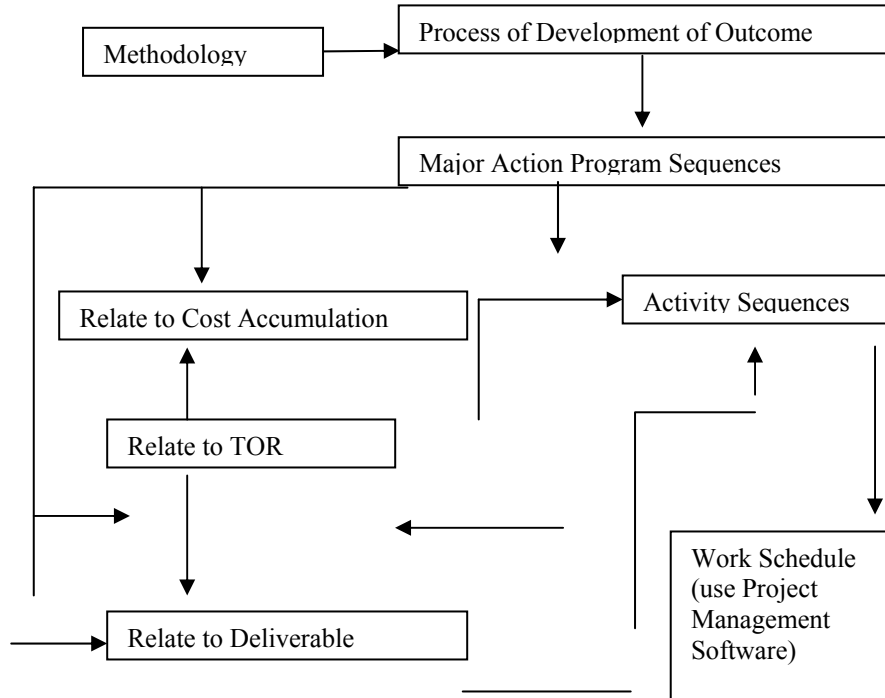 Process of Development of Outcome
Methodology
Major Action Program Sequences
Relate to Cost Accumulation
Activity Sequences
Relate to TOR
Work Schedule
(use Project
Management
Software)
Relate to Deliverable